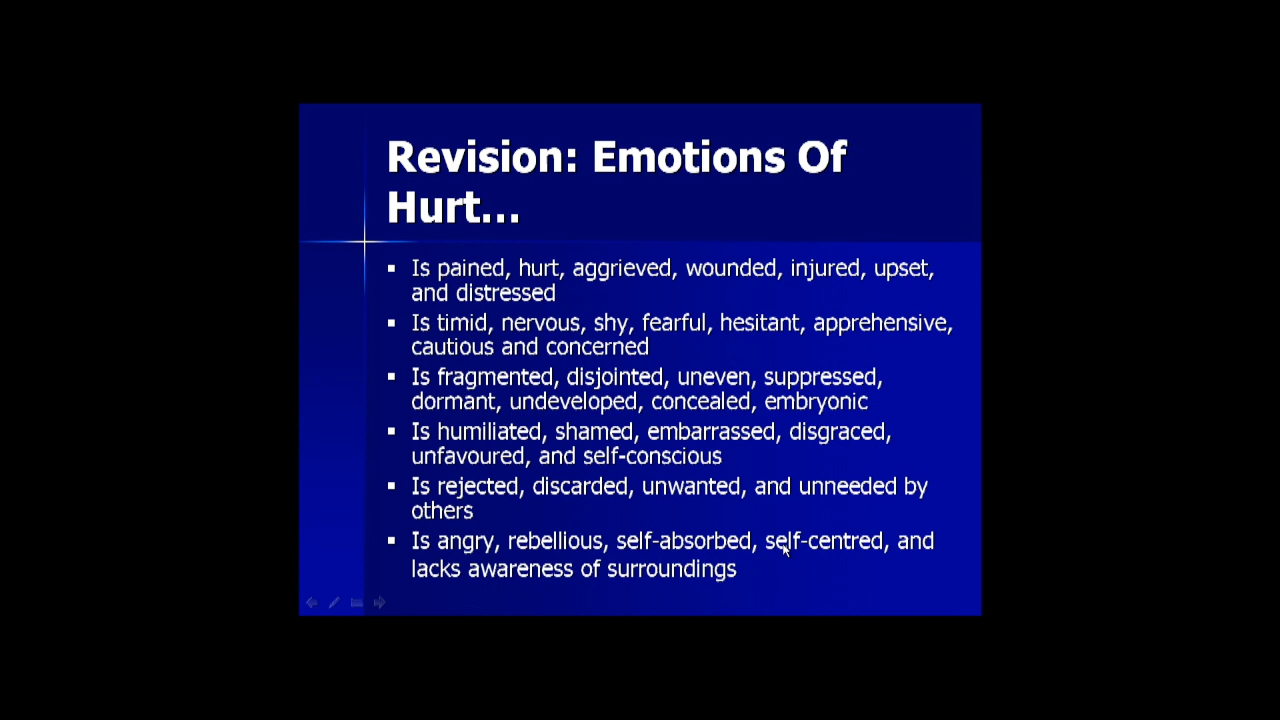 Revision: Emotions Of
Hurt...
▪ Is pained, hurt, aggrieved, wounded, injured, upset,
and distressed
▪ Is timid, nervous, shy, fearful, hesitant, apprehensive,
cautious and concerned
▪ Is fragmented, disjointed, uneven, suppressed,
dormant, undeveloped, concealed, embryonic
▪ Is humiliated, shamed, embarrassed, disgraced,
unfavoured, and self-conscious
▪ Is rejected, discarded, unwanted, and unneeded by
others
▪ Is angry, rebellious, self-absorbed, self-centred, and
lacks awareness of surroundings